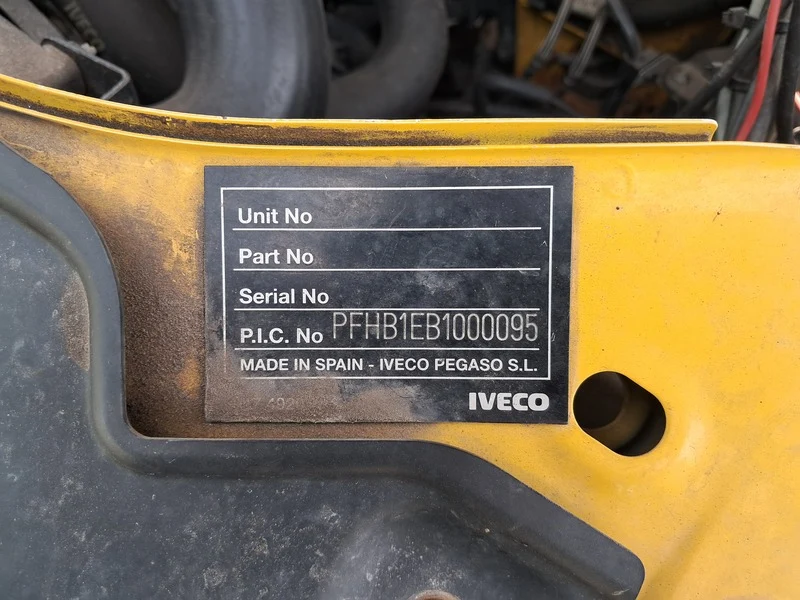 Unit No
Part No
Serial No
P.I.C. No PFHB1EB1000095
MADE IN SPAIN - IVECO PEGASO S.L.
IVECO